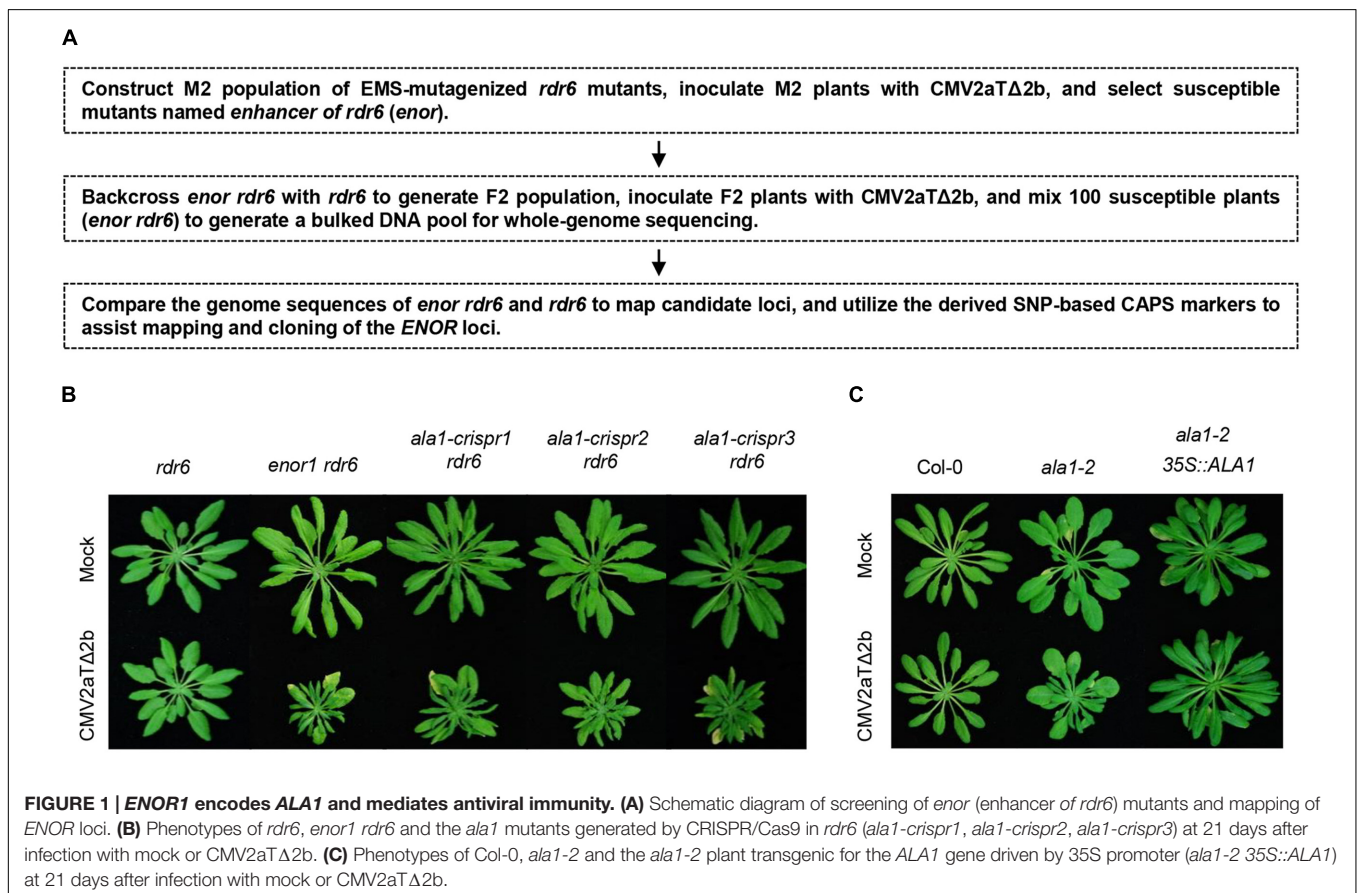 A
Construct M2 population of EMS-mutagenized rdr6 mutants, inoculate M2 plants with CMV2aTΔ2b, and select susceptible
mutants named enhancer of rdr6 (enor).
Backcross enor rdr6 with rdr6 to generate F2 population, inoculate F2 plants with CMV2aTΔ2b, and mix 100 susceptible plants
(enor rdr6) to generate a bulked DNA pool for whole-genome sequencing.
Compare the genome sequences of enor rdr6 and rdr6 to map candidate loci, and utilize the derived SNP-based CAPS markers to
assist mapping and cloning of the ENOR loci.
B
rdr6
enor1 rdr6
ala1-crispr1
rdr6
ala1-crispr2
rdr6
ala1-crispr3
rdr6
Mock
CMV2aTΔ2b
C
Col-0
ala1-2
ala1-2
35S::ALA1
Mock
CMV2aTΔ2b
FIGURE 1 | ENOR1 encodes ALA1 and mediates antiviral immunity. (A) Schematic diagram of screening of enor (enhancer of rdr6) mutants and mapping of
ENOR loci. (B) Phenotypes of rdr6, enor1 rdr6 and the ala1 mutants generated by CRISPR/Cas9 in rdr6 (ala1-crispr1, ala1-crispr2, ala1-crispr3) at 21 days after
infection with mock or CMV2aTΔ2b. (C) Phenotypes of Col-0, ala1-2 and the ala1-2 plant transgenic for the ALA1 gene driven by 35S promoter (ala1-2 35S::ALA1)
at 21 days after infection with mock or CMV2aTΔ2b.